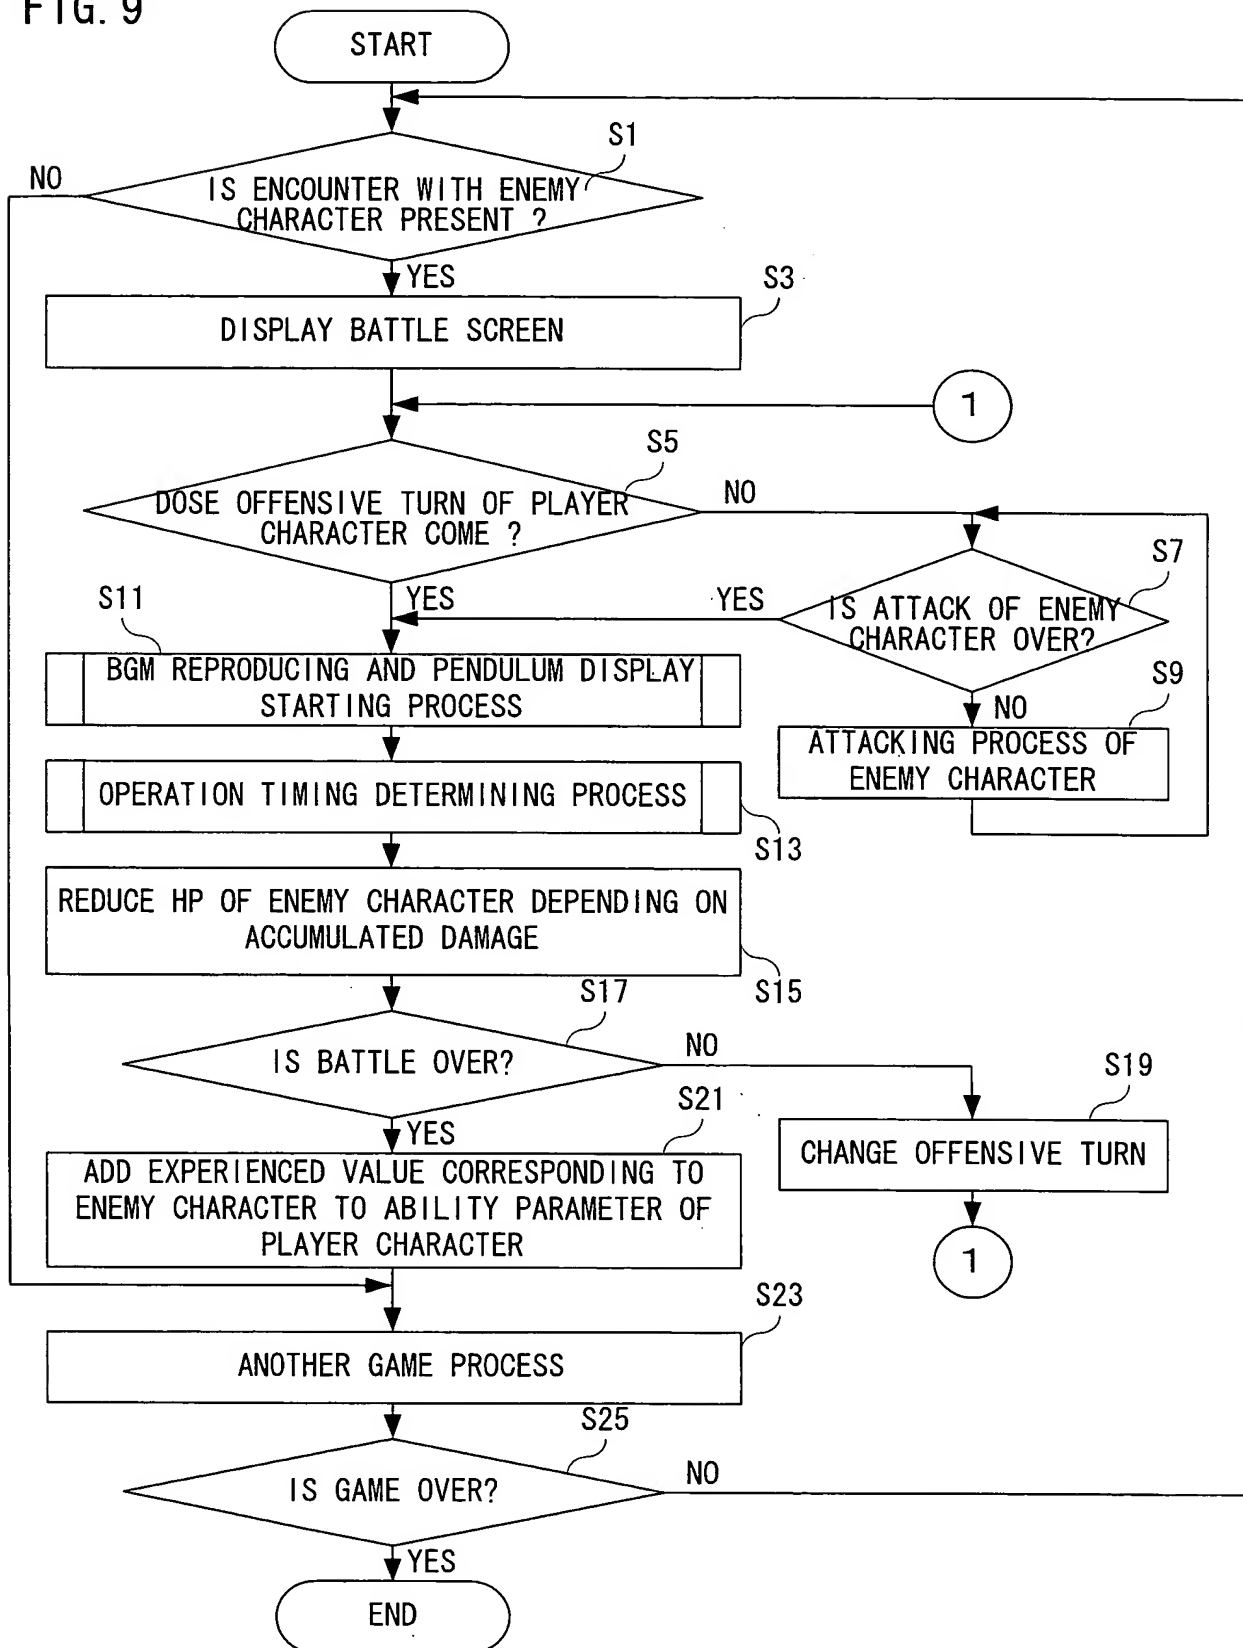 FIG. 9
START
S1
NO
IS ENCOUNTER WITH ENEMY
CHARACTER PRESENT ?
YES
S3
DISPLAY BATTLE SCREEN
1
S5
DOSE OFFENSIVE TURN OF PLAYER
CHARACTER COME ?
NO
S7
YES
YES
IS ATTACK OF ENEMY
CHARACTER OVER?
S11
BGM REPRODUCING AND PENDULUM DISPLAY
STARTING PROCESS
NO
S9
ATTACKING PROCESS OF
ENEMY CHARACTER
OPERATION TIMING DETERMINING PROCESS
S13
REDUCE HP OF ENEMY CHARACTER DEPENDING ON
ACCUMULATED DAMAGE
S15
S17
IS BATTLE OVER?
NO
S19
CHANGE OFFENSIVE TURN
1
YES
S21
ADD EXPERIENCED VALUE CORRESPONDING TO
ENEMY CHARACTER TO ABILITY PARAMETER OF
PLAYER CHARACTER
S23
ANOTHER GAME PROCESS
S25
IS GAME OVER?
NO
YES
END